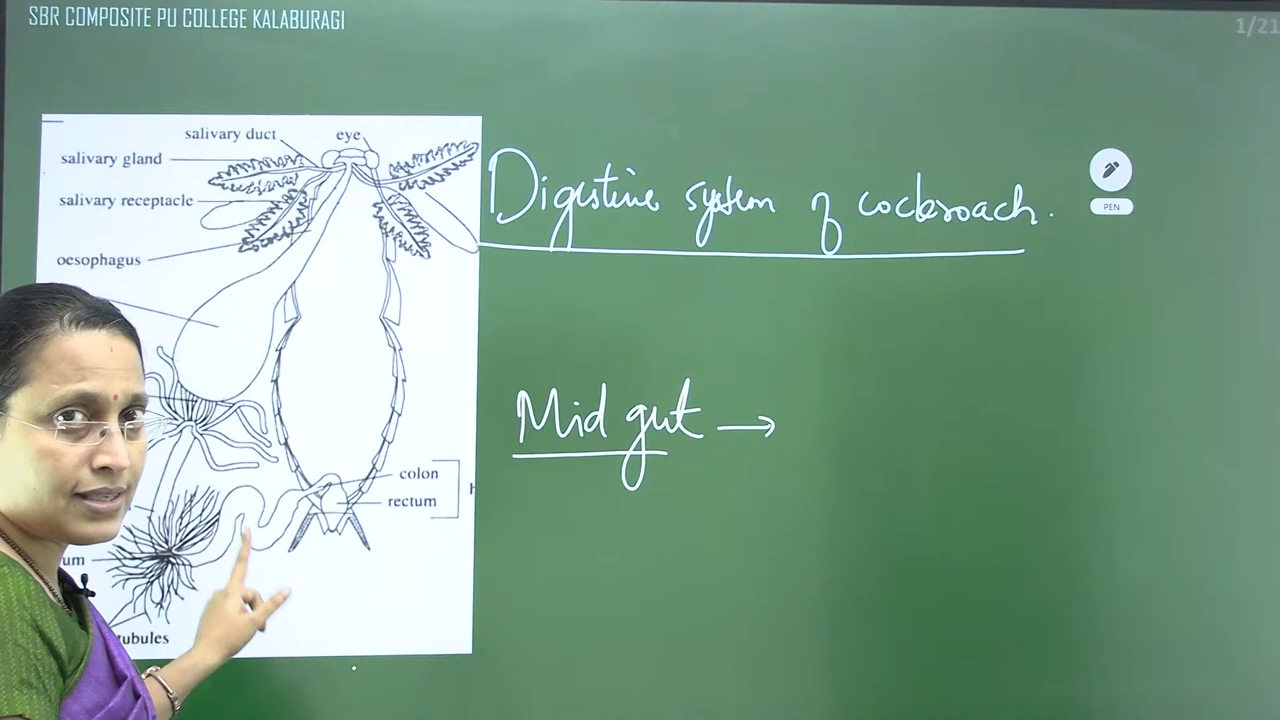 SBR COMPOSITE PU COLLEGE KALABURAGI
1/21
salivary duct
eye
salivary gland
salivary receptacle
oesophagus
Digestive system of cockroach.
PEN
Mid gut →
colon
rectum
um
tubules